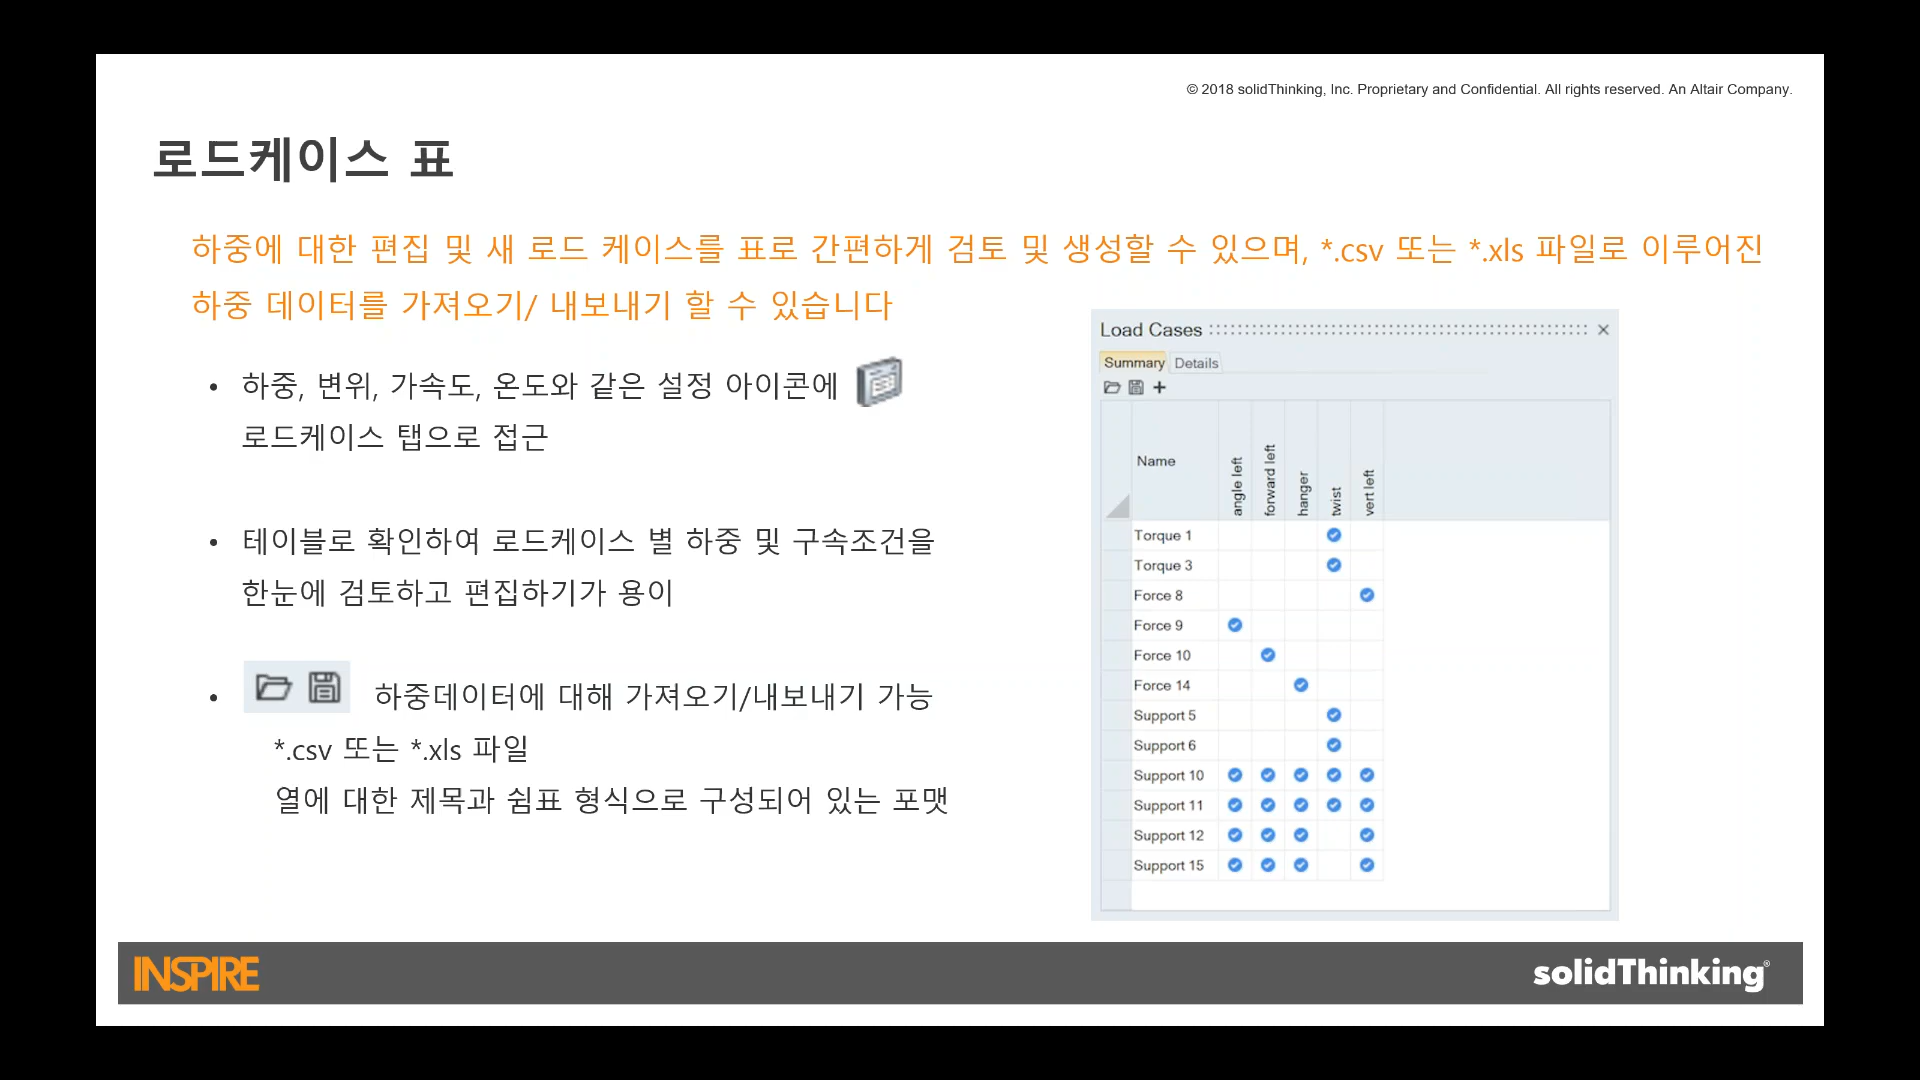 © 2018 solidThinking, Inc. Proprietary and Confidential. All rights reserved. An Altair Company.
로드케이스 표
하중에 대한 편집 및 새 로드 케이스를 표로 간편하게 검토 및 생성할 수 있으며, *.csv 또는 *.xls 파일로 이루어진
하중 데이터를 가져오기/ 내보내기 할 수 있습니다
• 하중, 변위, 가속도, 온도와 같은 설정 아이콘에
로드케이스 탭으로 접근
• 테이블로 확인하여 로드케이스 별 하중 및 구속조건을
한눈에 검토하고 편집하기가 용이
• 하중데이터에 대해 가져오기/내보내기 가능
*.csv 또는 *.xls 파일
열에 대한 제목과 쉼표 형식으로 구성되어 있는 포맷
Load Cases
Summary Details
Name angle left forward left hanger twist vert left
Torque 1
Torque 3
Force 8
Force 9
Force 10
Force 14
Support 5
Support 6
Support 10
Support 11
Support 12
Support 15
INSPIRE
solidThinking®